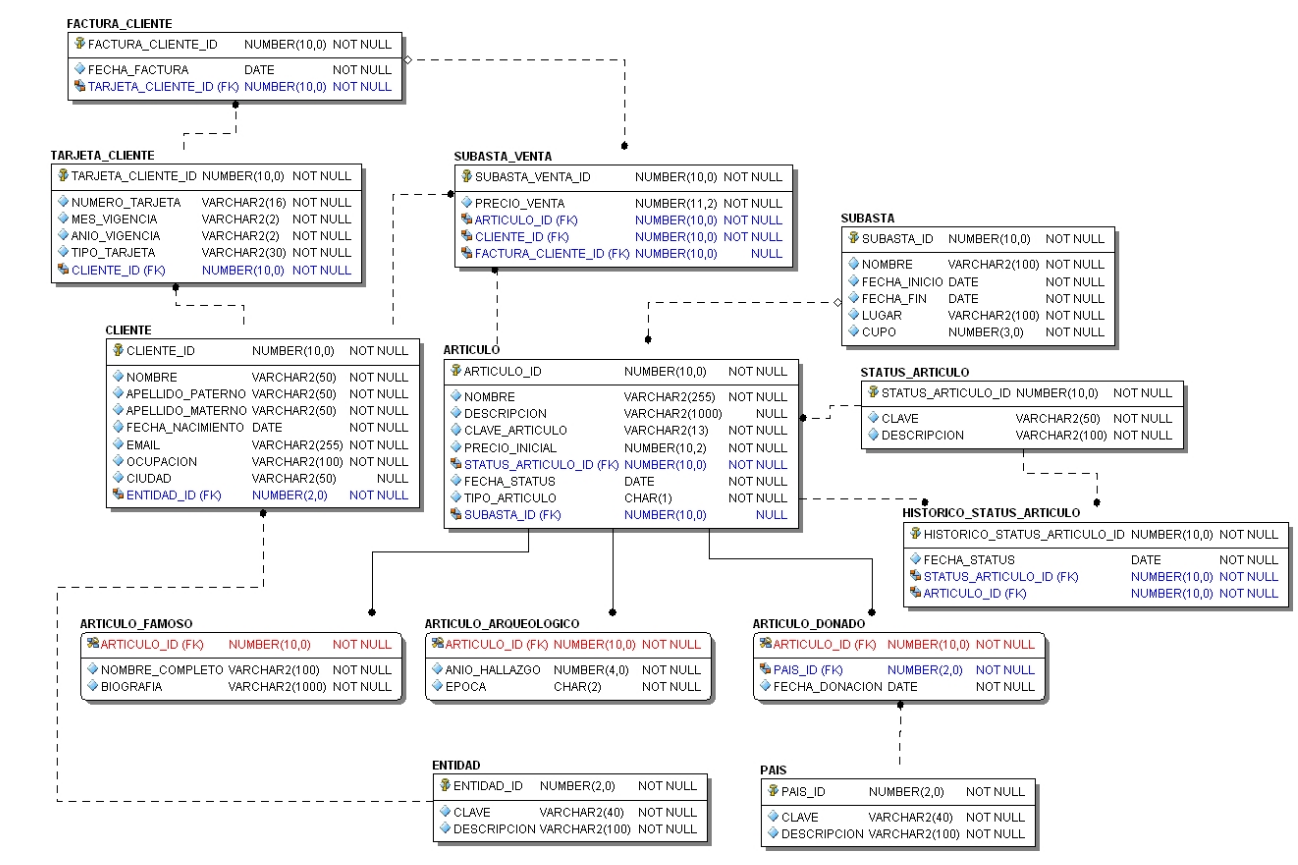 FACTURA_CLIENTE
FACTURA_CLIENTE_ID NUMBER(10,0) NOT NULL
FECHA_FACTURA DATE NOT NULL
TARJETA_CLIENTE_ID (FK) NUMBER(10,0) NOT NULL
TARJETA_CLIENTE
TARJETA_CLIENTE_ID NUMBER(10,0) NOT NULL
NUMERO_TARJETA VARCHAR2(16) NOT NULL
MES_VIGENCIA VARCHAR2(2) NOT NULL
ANIO_VIGENCIA VARCHAR2(2) NOT NULL
TIPO_TARJETA VARCHAR2(30) NOT NULL
CLIENTE_ID (FK) NUMBER(10,0) NOT NULL
SUBASTA_VENTA
SUBASTA_VENTA_ID NUMBER(10,0) NOT NULL
PRECIO_VENTA NUMBER(11,2) NOT NULL
ARTICULO_ID (FK) NUMBER(10,0) NOT NULL
CLIENTE_ID (FK) NUMBER(10,0) NOT NULL
FACTURA_CLIENTE_ID (FK) NUMBER(10,0) NULL
SUBASTA
SUBASTA_ID NUMBER(10,0) NOT NULL
NOMBRE VARCHAR2(100) NOT NULL
FECHA_INICIO DATE NOT NULL
FECHA_FIN DATE NOT NULL
LUGAR VARCHAR2(100) NOT NULL
CUPO NUMBER(3,0) NOT NULL
CLIENTE
CLIENTE_ID NUMBER(10,0) NOT NULL
NOMBRE VARCHAR2(50) NOT NULL
APELLIDO_PATERNO VARCHAR2(50) NOT NULL
APELLIDO_MATERNO VARCHAR2(50) NOT NULL
FECHA_NACIMIENTO DATE NOT NULL
EMAIL VARCHAR2(255) NOT NULL
OCUPACION VARCHAR2(100) NOT NULL
CIUDAD VARCHAR2(50) NULL
ENTIDAD_ID (FK) NUMBER(2,0) NOT NULL
ARTICULO
ARTICULO_ID NUMBER(10,0) NOT NULL
NOMBRE VARCHAR2(255) NOT NULL
DESCRIPCION VARCHAR2(1000) NULL
CLAVE_ARTICULO VARCHAR2(13) NOT NULL
PRECIO_INICIAL NUMBER(10,2) NOT NULL
STATUS_ARTICULO_ID (FK) NUMBER(10,0) NOT NULL
FECHA_STATUS DATE NOT NULL
TIPO_ARTICULO CHAR(1) NOT NULL
SUBASTA_ID (FK) NUMBER(10,0) NULL
STATUS_ARTICULO
STATUS_ARTICULO_ID NUMBER(10,0) NOT NULL
CLAVE VARCHAR2(50) NOT NULL
DESCRIPCION VARCHAR2(100) NOT NULL
HISTORICO_STATUS_ARTICULO
HISTORICO_STATUS_ARTICULO_ID NUMBER(10,0) NOT NULL
FECHA_STATUS DATE NOT NULL
STATUS_ARTICULO_ID (FK) NUMBER(10,0) NOT NULL
ARTICULO_ID (FK) NUMBER(10,0) NOT NULL
ARTICULO_FAMOSO
ARTICULO_ID (FK) NUMBER(10,0) NOT NULL
NOMBRE_COMPLETO VARCHAR2(100) NOT NULL
BIOGRAFIA VARCHAR2(1000) NOT NULL
ARTICULO_ARQUEOLOGICO
ARTICULO_ID (FK) NUMBER(10,0) NOT NULL
ANIO_HALLAZGO NUMBER(4,0) NOT NULL
EPOCA CHAR(2) NOT NULL
ARTICULO_DONADO
ARTICULO_ID (FK) NUMBER(10,0) NOT NULL
PAIS_ID (FK) NUMBER(2,0) NOT NULL
FECHA_DONACION DATE NOT NULL
ENTIDAD
ENTIDAD_ID NUMBER(2,0) NOT NULL
CLAVE VARCHAR2(40) NOT NULL
DESCRIPCION VARCHAR2(100) NOT NULL
PAIS
PAIS_ID NUMBER(2,0) NOT NULL
CLAVE VARCHAR2(40) NOT NULL
DESCRIPCION VARCHAR2(100) NOT NULL